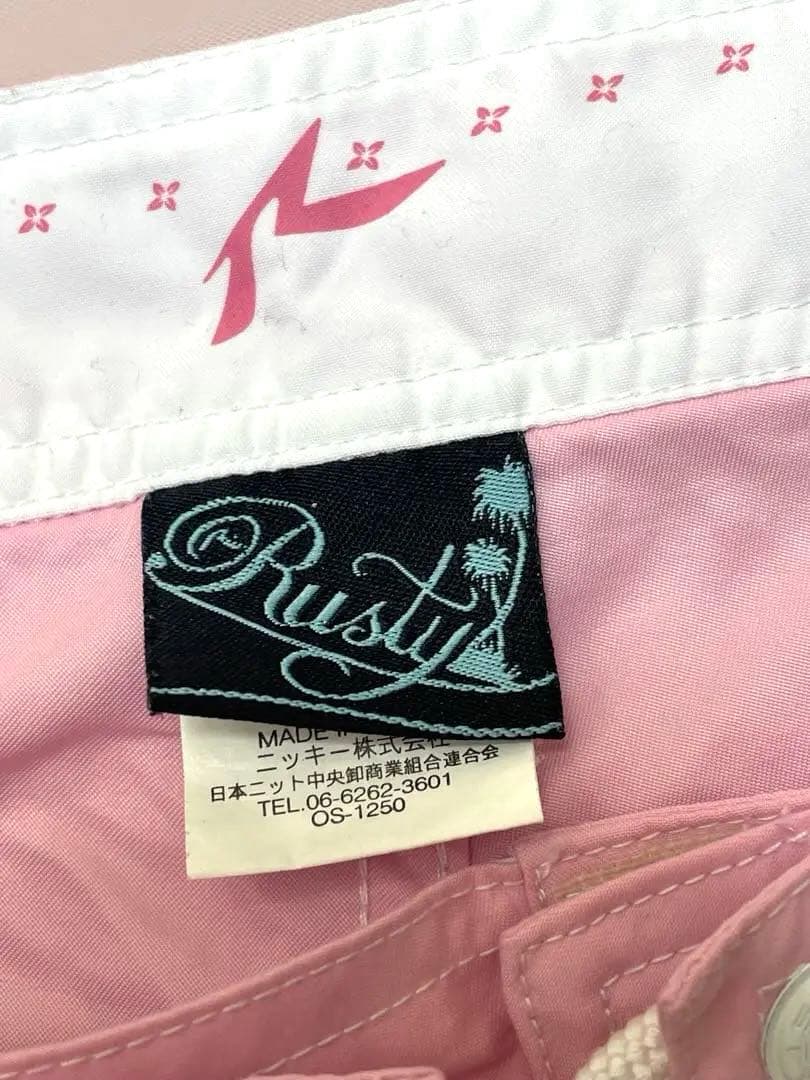 Rusty
MADE
ニッキー株式会社
日本ニット中央卸商業組合連合会
TEL.06-6262-3601
OS-1250